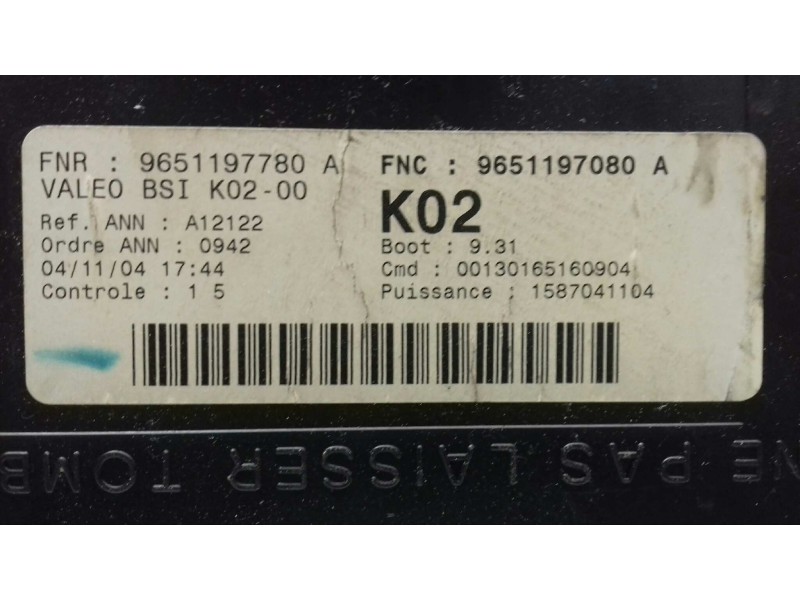 FNR : 9651197780 A
VALEO BSI K02-00
Ref. ANN : A12122
Ordre ANN : 0942
04/11/04 17:44
Controle : 1 5
FNC : 9651197080 A
K02
Boot : 9.31
Cmd : 00130165160904
Puissance : 1587041104
NE PAS LAISSER TOMB